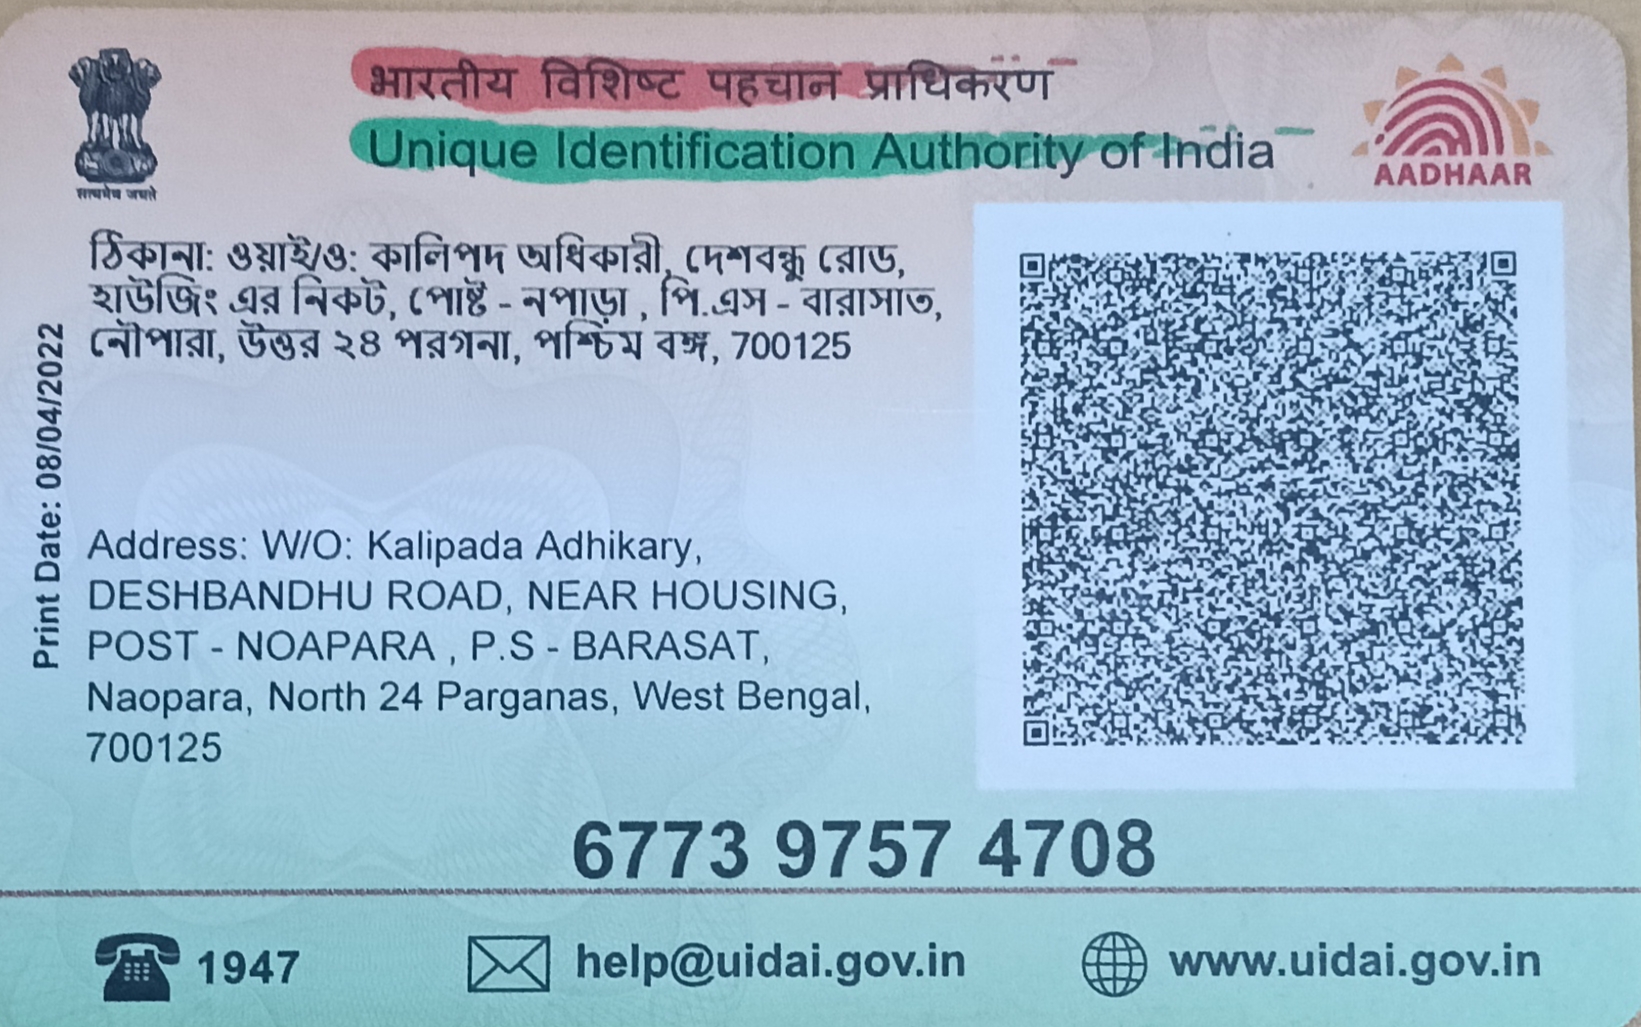 भारतीय विशिष्ट पहचान प्राधिकरण
Unique Identification Authority of India
सत्यमेव जयते
AADHAAR
ঠিকানা: ওয়াই/ও: কালিপদ অধিকারী, দেশবন্ধু রোড,
হাউজিং এর নিকট, পোষ্ট - নপাড়া , পি.এস - বারাসাত,
নৌপারা, উত্তর ২৪ পরগনা, পশ্চিম বঙ্গ, 700125
Print Date: 08/04/2022
Address: W/O: Kalipada Adhikary,
DESHBANDHU ROAD, NEAR HOUSING,
POST - NOAPARA , P.S - BARASAT,
Naopara, North 24 Parganas, West Bengal,
700125
6773 9757 4708
1947
help@uidai.gov.in
www.uidai.gov.in